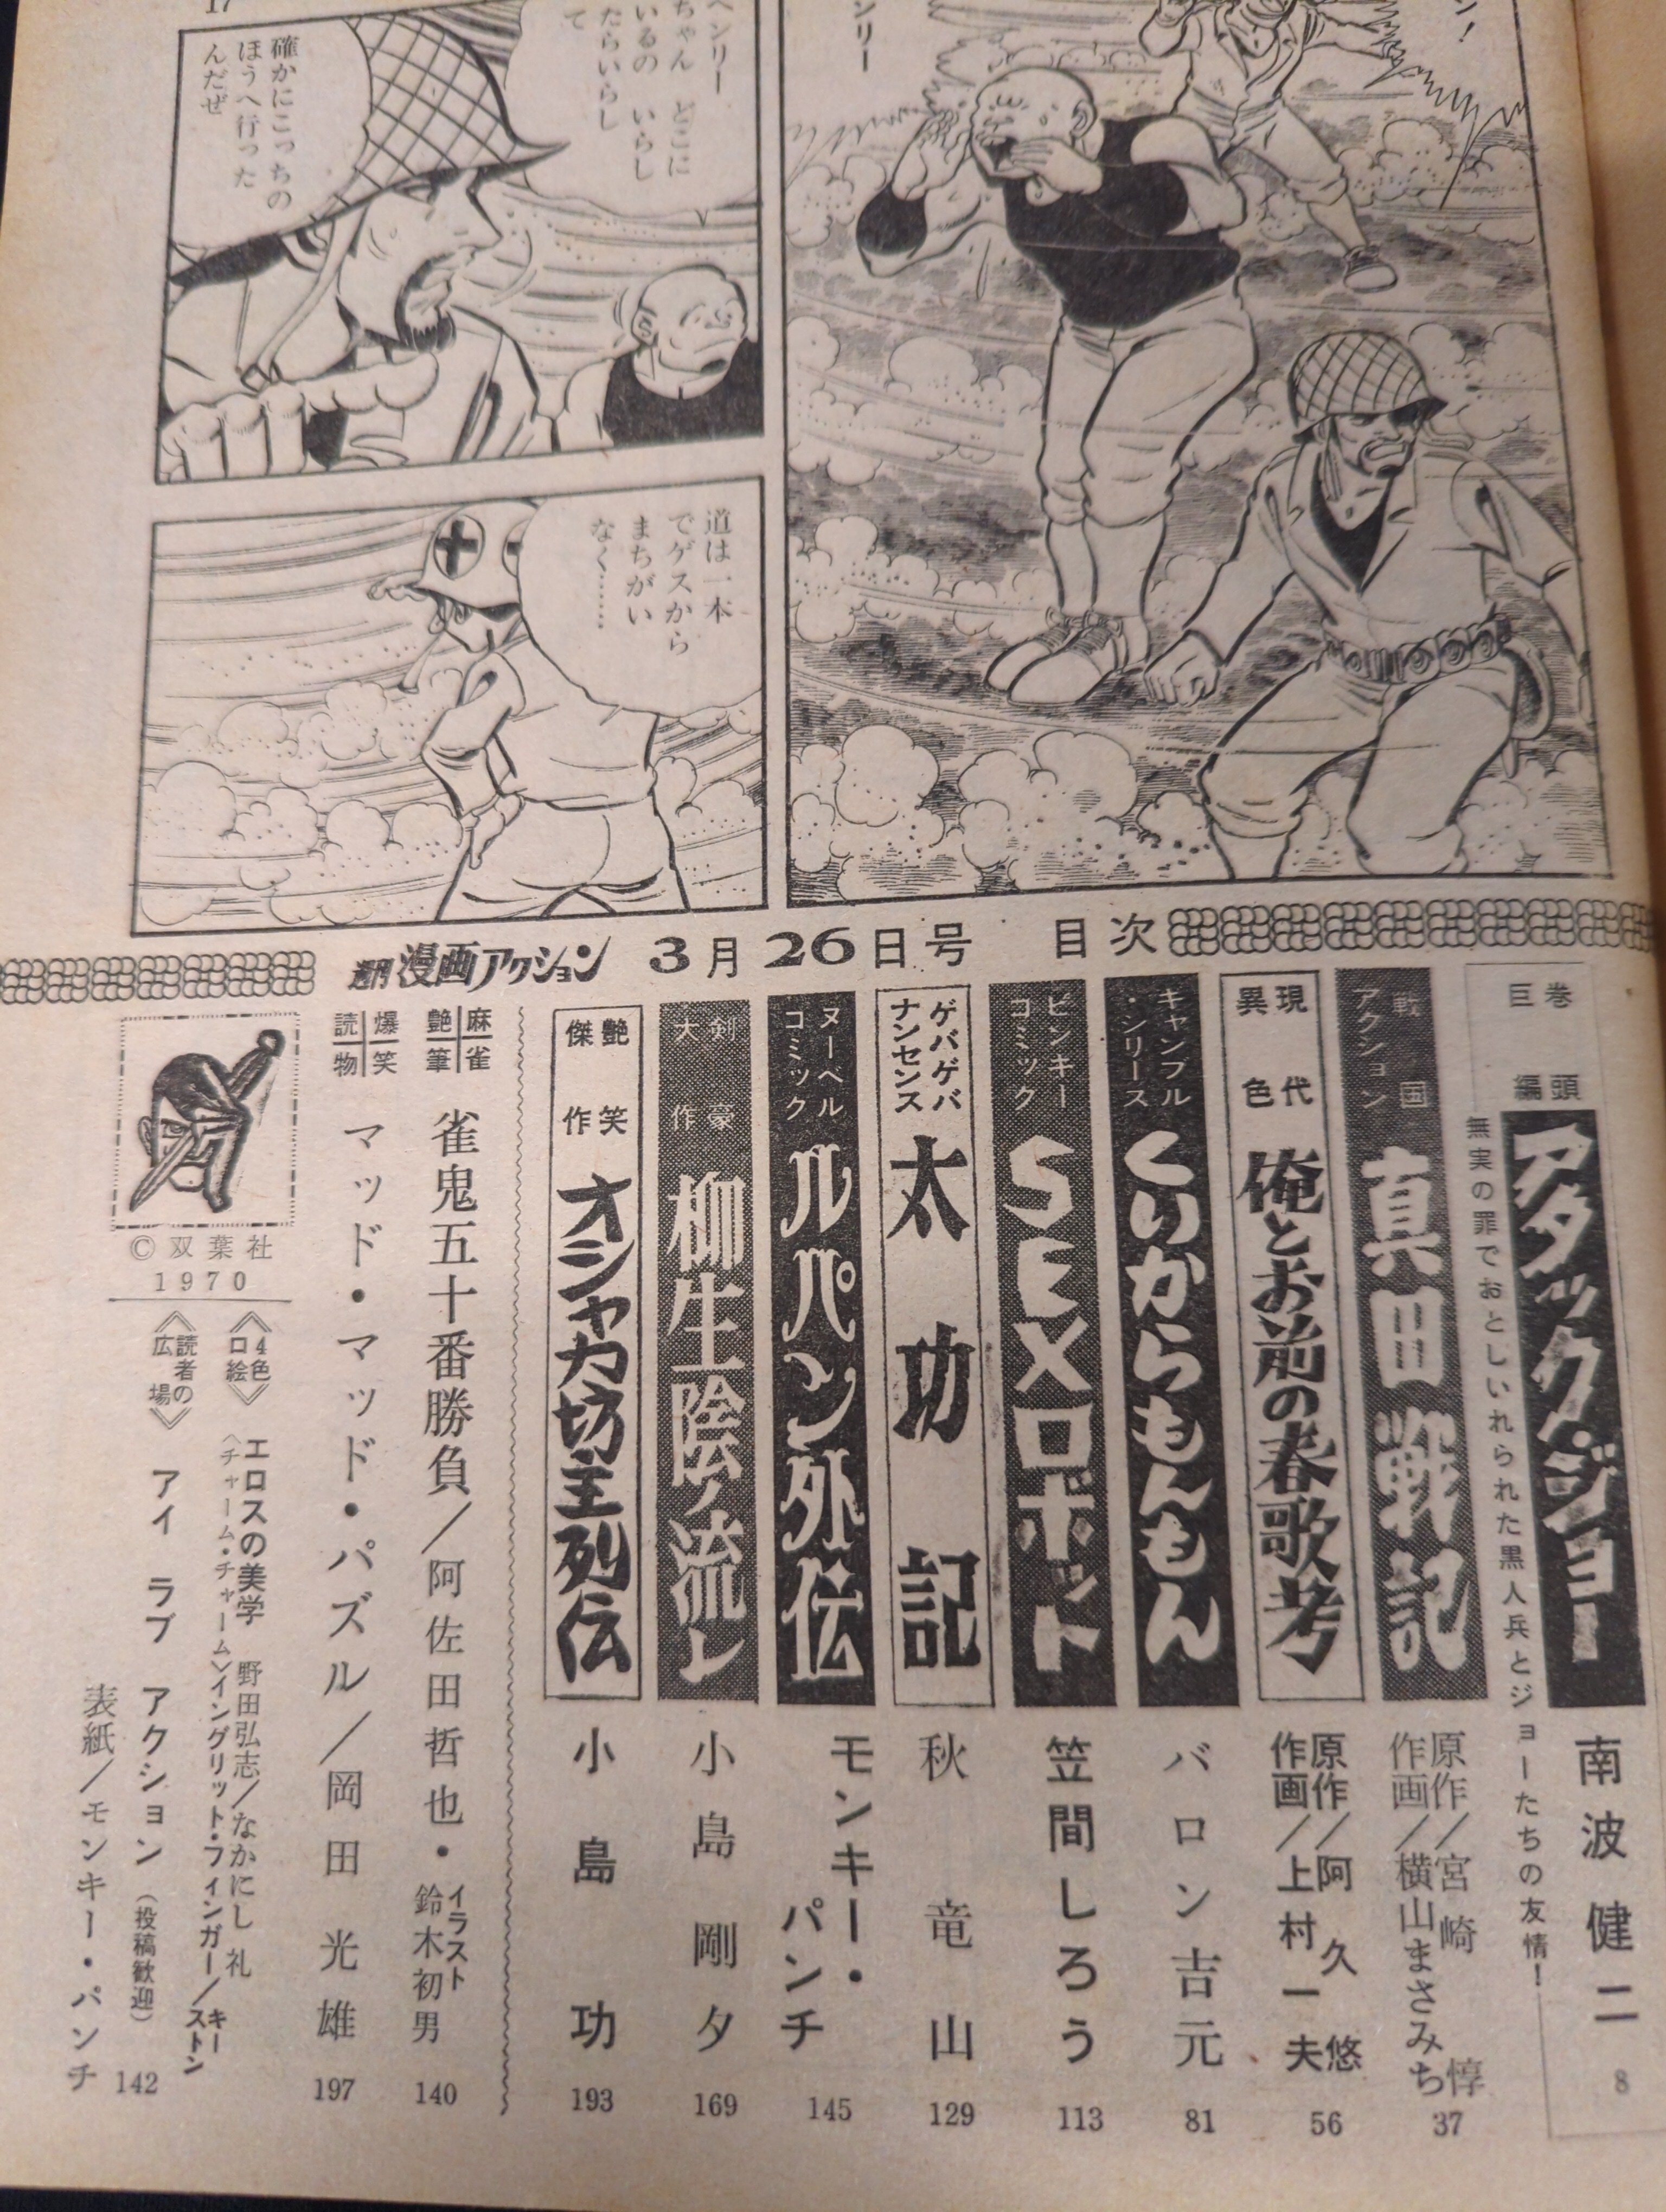 ン！
ンリー
ヘンリー
ちゃん どこに
いるの いらし
たらいらし
て
確かにこっちの
ほうへ行った
んだぜ
道は一本
でゲスから
まちがい
なく……
17
週刊漫画アクション 3月26日号 目次
巻頭
巨編
アタック・ジョー
無実の罪でおとしいれられた黒人兵とジョーたちの友情！
南波健二
8
戦国
アクション
真田戦記
原作／宮崎惇
作画／横山まさみち
37
現代
異色
俺とお前の春歌考
原作／阿久悠
作画／上村一夫
56
ギャンブル
・シリーズ
くりからもんもん
バロン吉元
81
ピンキー
コミック
SEXロボット
笠間しろう
113
ゲバゲバ
ナンセンス
太功記
秋竜山
129
ヌーベル
コミック
ルパン外伝
モンキー・
パンチ
145
剣豪
大作
柳生陰ノ流レ
小島剛夕
169
艶笑
傑作
オシャカ坊主列伝
小島功
193
麻雀
艶筆
雀鬼五十番勝負／阿佐田哲也・イラスト 鈴木初男
140
爆笑
読物
マッド・マッド・パズル／岡田光雄
197
©双葉社
1970
《4色
口絵》
エロスの美学 野田弘志／なかにし礼
〈チャーム・チャーム〉イングリット・フィンガー／キーストン
《読者の
広場》
アイ ラブ アクション（投稿歓迎）
142
表紙／モンキー・パンチ